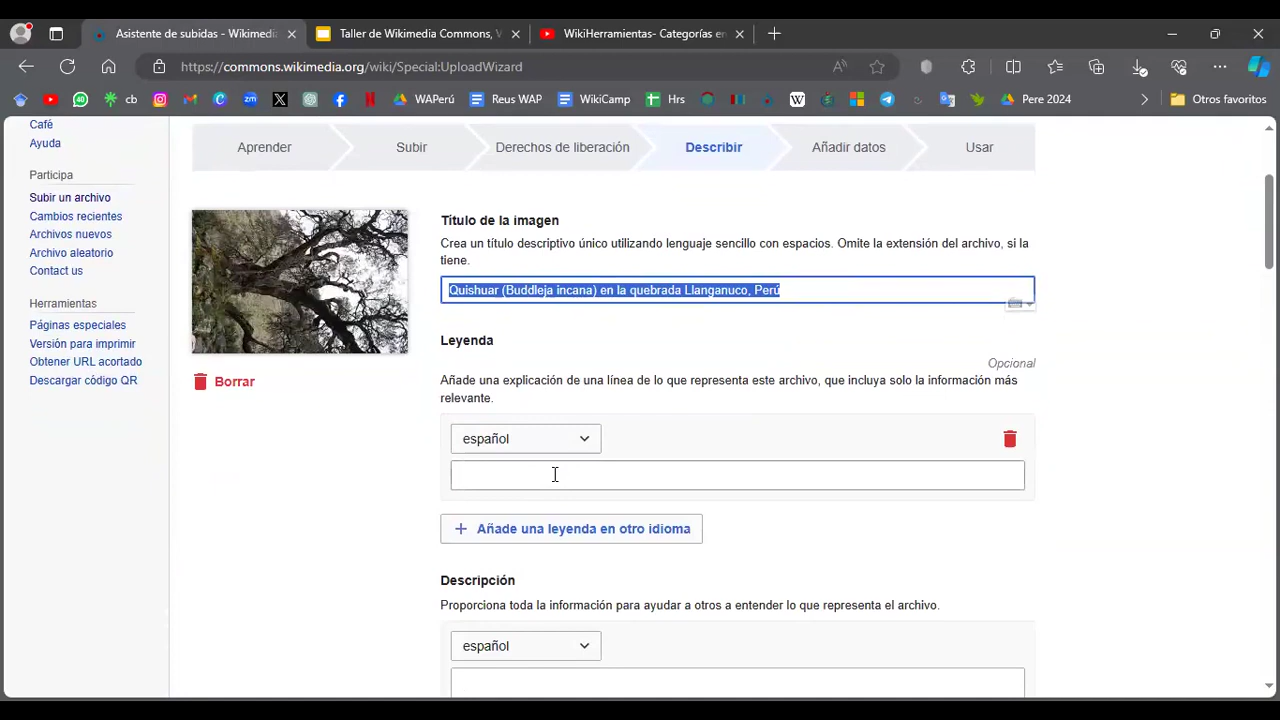 Asistente de subidas - Wikimedi
Taller de Wikimedia Commons, V
WikiHerramientas- Categorías en
https://commons.wikimedia.org/wiki/Special:UploadWizard
cb
WAPerú
Reus WAP
WikiCamp
Hrs
Pere 2024
Otros favoritos
Café
Ayuda
Participa
Subir un archivo
Cambios recientes
Archivos nuevos
Archivo aleatorio
Contact us
Herramientas
Páginas especiales
Versión para imprimir
Obtener URL acortado
Descargar código QR
Aprender
Subir
Derechos de liberación
Describir
Añadir datos
Usar
Borrar
Título de la imagen
Crea un título descriptivo único utilizando lenguaje sencillo con espacios. Omite la extensión del archivo, si la
tiene.
Quishuar (Buddleja incana) en la quebrada Llanganuco, Perú
Leyenda
Opcional
Añade una explicación de una línea de lo que representa este archivo, que incluya solo la información más
relevante.
español
Añade una leyenda en otro idioma
Descripción
Proporciona toda la información para ayudar a otros a entender lo que representa el archivo.
español